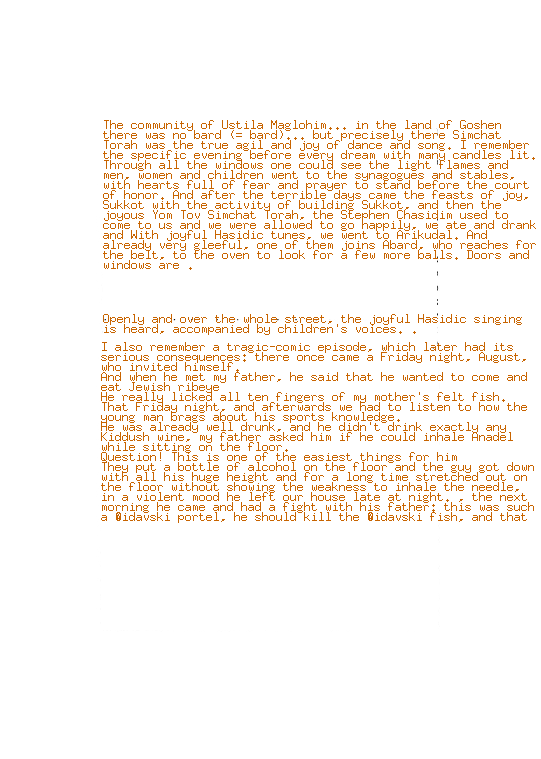 The community of Ustila Maglohim... in the land of Goshen
there was no bard (= bard)... but precisely there Simchat
Torah was the true agil and joy of dance and song. I remember
the specific evening before every dream with many candles lit.
Through all the windows one could see the light flames and
men, women and children went to the synagogues and stables,
with hearts full of fear and prayer to stand before the court
of honor. And after the terrible days came the feasts of joy,
Sukkot with the activity of building Sukkot, and then the
joyous Yom Tov Simchat Torah, the Stephen Chasidim used to
come to us and we were allowed to go happily, we ate and drank
and With joyful Hasidic tunes, we went to Arikudal. And
already very gleeful, one of them joins Abard, who reaches for
the belt, to the oven to look for a few more balls. Doors and
windows are .
Openly and over the whole street, the joyful Hasidic singing
is heard, accompanied by children's voices. .
I also remember a tragic-comic episode, which later had its
serious consequences: there once came a Friday night, August,
who invited himself.
And when he met my father, he said that he wanted to come and
eat Jewish ribeye
He really licked all ten fingers of my mother's felt fish.
That Friday night, and afterwards we had to listen to how the
young man brags about his sports knowledge.
He was already well drunk, and he didn't drink exactly any
Kiddush wine, my father asked him if he could inhale Anadel
while sitting on the floor.
Question! This is one of the easiest things for him
They put a bottle of alcohol on the floor and the guy got down
with all his huge height and for a long time stretched out on
the floor without showing the weakness to inhale the needle,
in a violent mood he left our house late at night. , the next
morning he came and had a fight with his father; this was such
a �idavski portel, he should kill the �idavski fish, and that